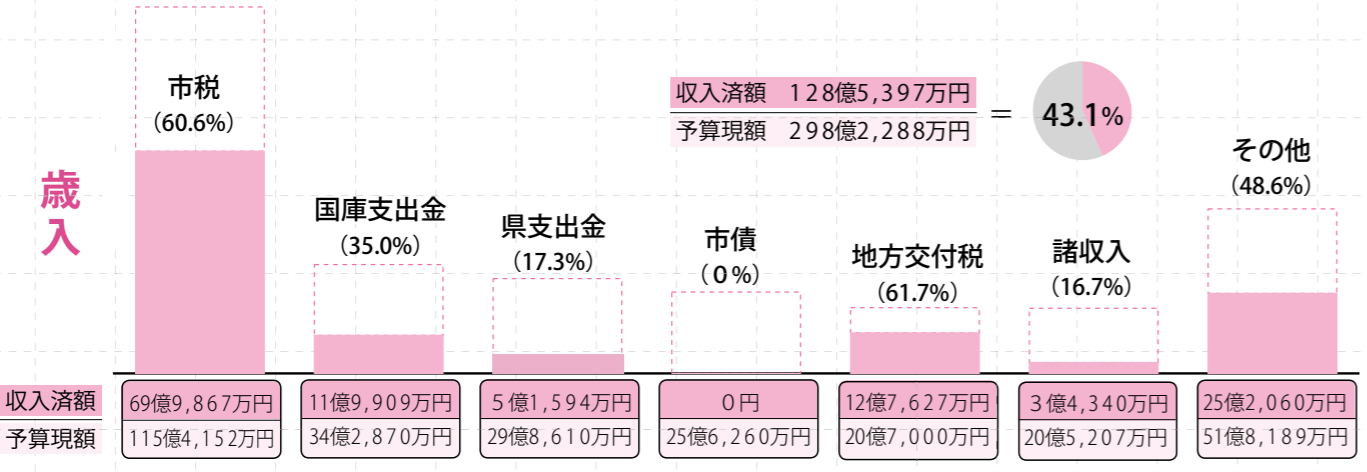 歳入
市税
（60.6%）
国庫支出金
（35.0%）
県支出金
（17.3%）
市債
（０%）
地方交付税
（61.7%）
諸収入
（16.7%）
その他
（48.6%）
収入済額　128億5,397万円
予算現額　298億2,288万円
＝
43.1%
収入済額 69億9,867万円 11億9,909万円 5億1,594万円 0円 12億7,627万円 3億4,340万円 25億2,060万円
予算現額 115億4,152万円 34億2,870万円 29億8,610万円 25億6,260万円 20億7,000万円 20億5,207万円 51億8,189万円